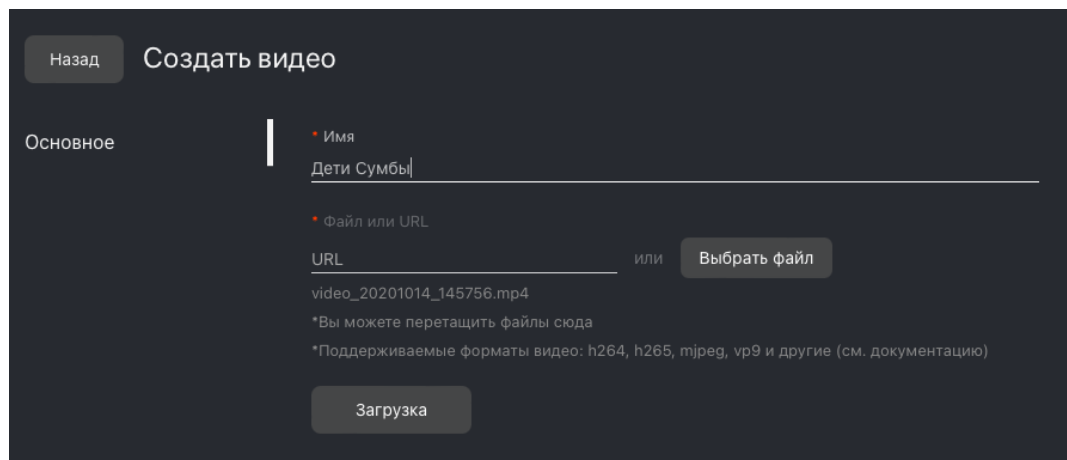 Назад Создать видео
Основное
* Имя
Дети Сумбы
* Файл или URL
URL или Выбрать файл
video_20201014_145756.mp4
*Вы можете перетащить файлы сюда
*Поддерживаемые форматы видео: h264, h265, mjpeg, vp9 и другие (см. документацию)
Загрузка